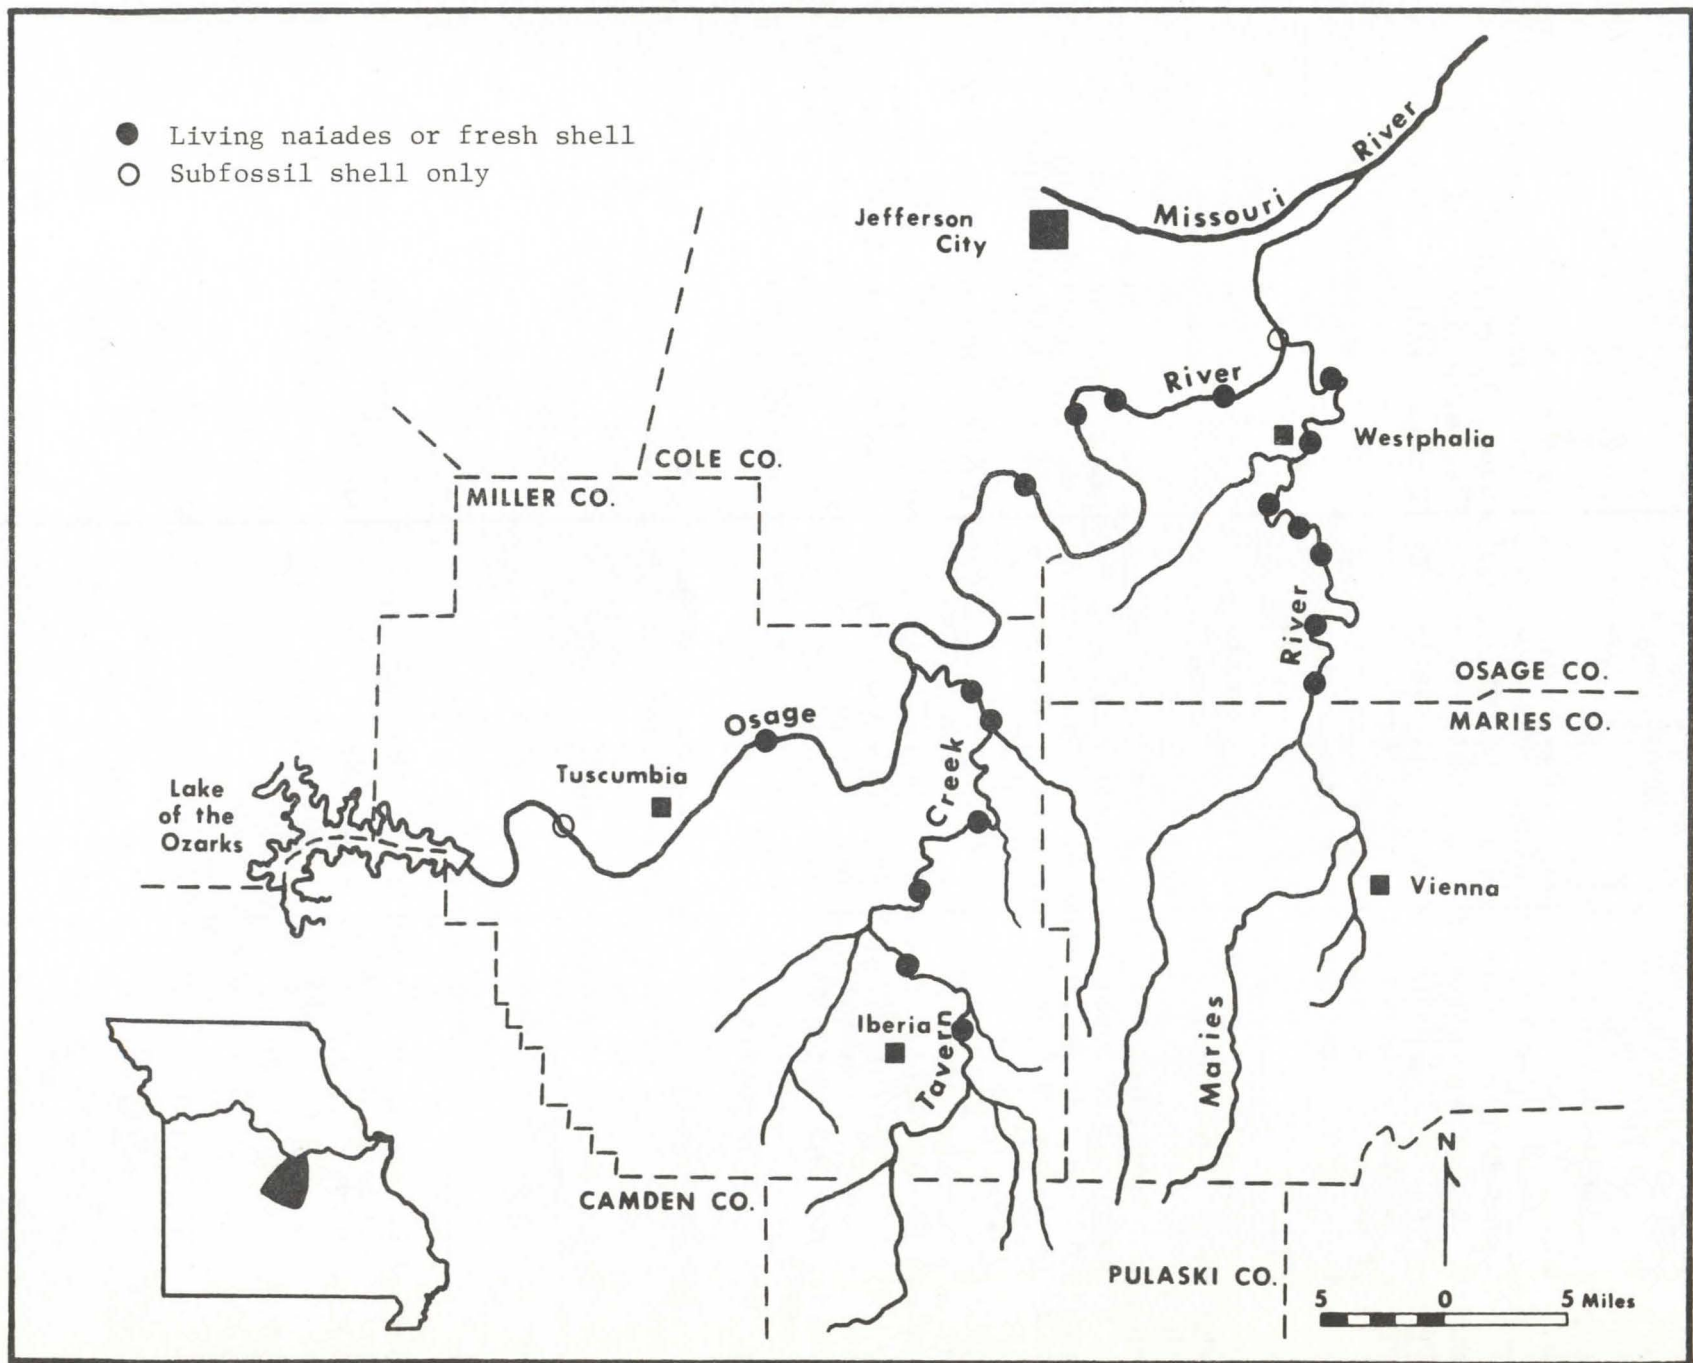 Living naiades or fresh shell
Subfossil shell only
River
Missouri
Jefferson
City
River
Westphalia
COLE CO.
MILLER CO.
River
OSAGE CO.
MARIES CO.
Osage
Creek
Tuscumbia
Lake
of the
Ozarks
Vienna
Iberia
Tavern
Maries
N
CAMDEN CO.
PULASKI CO.
5 0 5 Miles